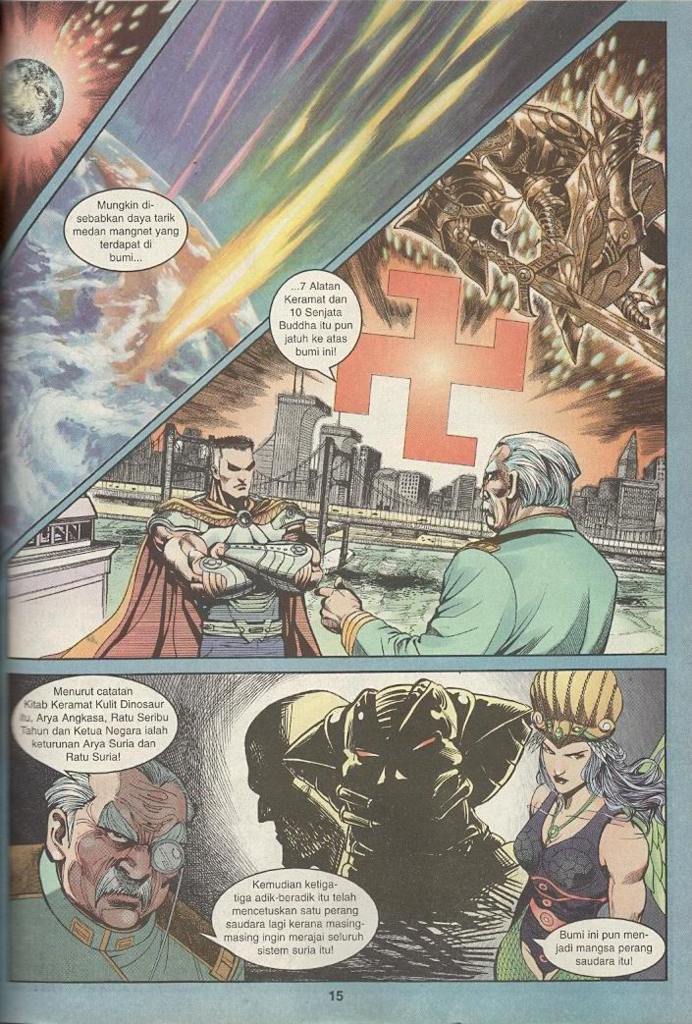 Mungkin di-
sebabkan daya tarik
medan mangnet yang
terdapat di
bumi...
...7 Alatan
Keramat dan
10 Senjata
Buddha itu pun
jatuh ke atas
bumi ini!
Menurut catatan
Kitab Keramat Kulit Dinosaur
itu, Arya Angkasa, Ratu Seribu
Tahun dan Ketua Negara ialah
keturunan Arya Suria dan
Ratu Suria!
Kemudian ketiga-
tiga adik-beradik itu telah
mencetuskan satu perang
saudara lagi kerana masing-
masing ingin merajai seluruh
sistem suria itu!
Bumi ini pun men-
jadi mangsa perang
saudara itu!
15